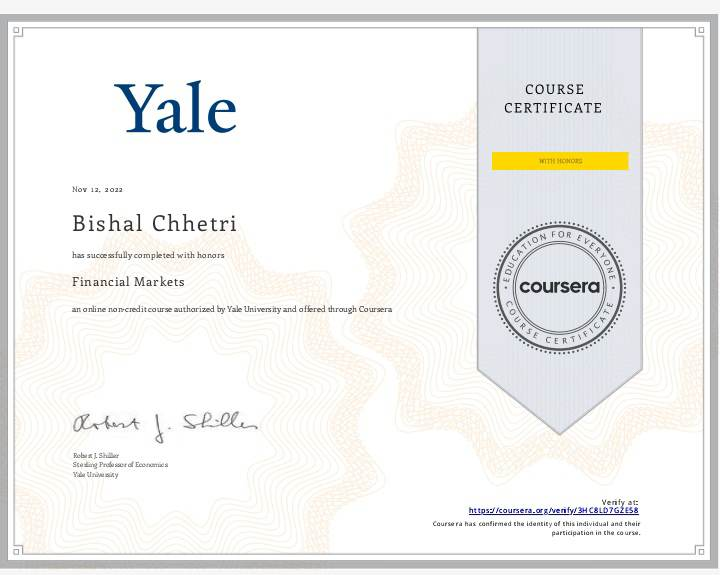 Yale
COURSE
CERTIFICATE
WITH HONORS
Nov 12, 2022
Bishal Chhetri
has successfully completed with honors
Financial Markets
an online non-credit course authorized by Yale University and offered through Coursera
EDUCATION FOR EVERYONE
coursera
COURSE CERTIFICATE
Robert J. Shiller
Robert J. Shiller
Sterling Professor of Economics
Yale University
Verify at:
https://coursera.org/verify/3HC8LD7GZE58
Coursera has confirmed the identity of this individual and their
participation in the course.